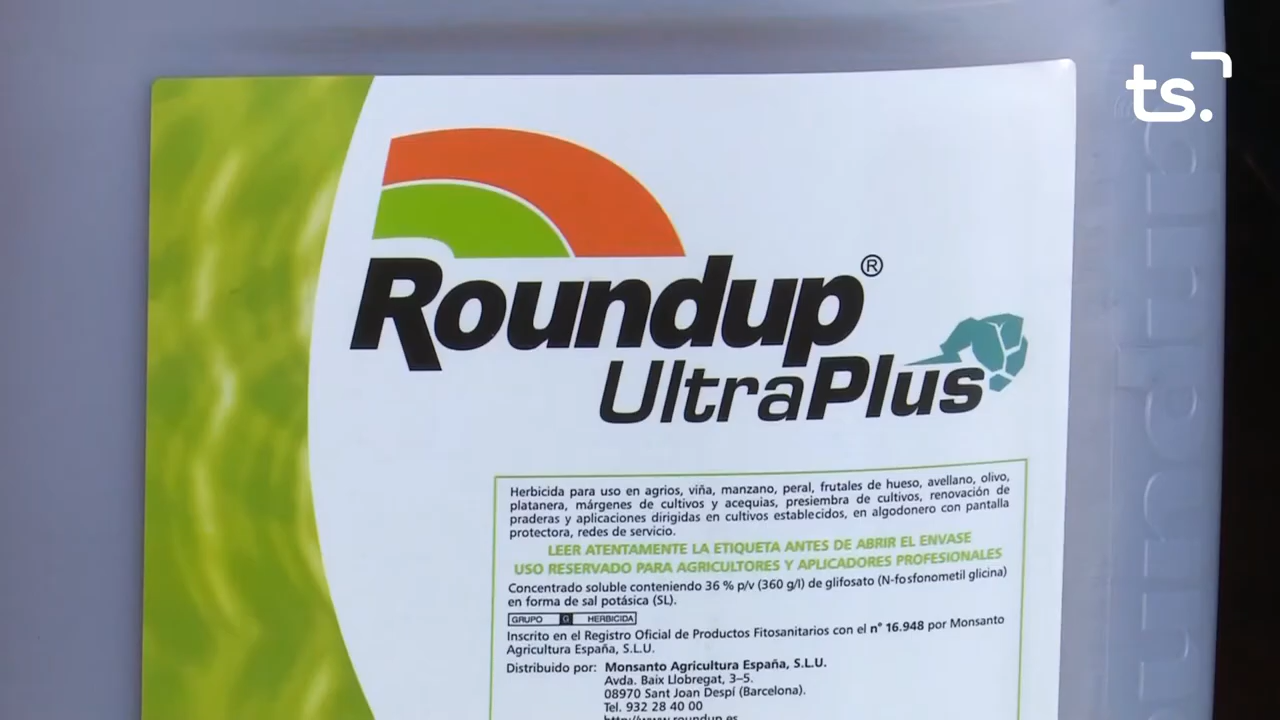 ts.
Roundup®
UltraPlus
Herbicida para uso en agrios, viña, manzano, peral, frutales de hueso, avellano, olivo,
platanera, márgenes de cultivos y acequias, presiembra de cultivos, renovación de
praderas y aplicaciones dirigidas en cultivos establecidos, en algodonero con pantalla
protectora, redes de servicio.
LEER ATENTAMENTE LA ETIQUETA ANTES DE ABRIR EL ENVASE
USO RESERVADO PARA AGRICULTORES Y APLICADORES PROFESIONALES
Concentrado soluble conteniendo 36 % p/v (360 g/l) de glifosato (N-fosfonometil glicina)
en forma de sal potásica (SL).
GRUPO G HERBICIDA
Inscrito en el Registro Oficial de Productos Fitosanitarios con el n° 16.948 por Monsanto
Agricultura España, S.L.U.
Distribuido por: Monsanto Agricultura España, S.L.U.
Avda. Baix Llobregat, 3–5.
08970 Sant Joan Despí (Barcelona).
Tel. 932 28 40 00
http://www.roundup.es